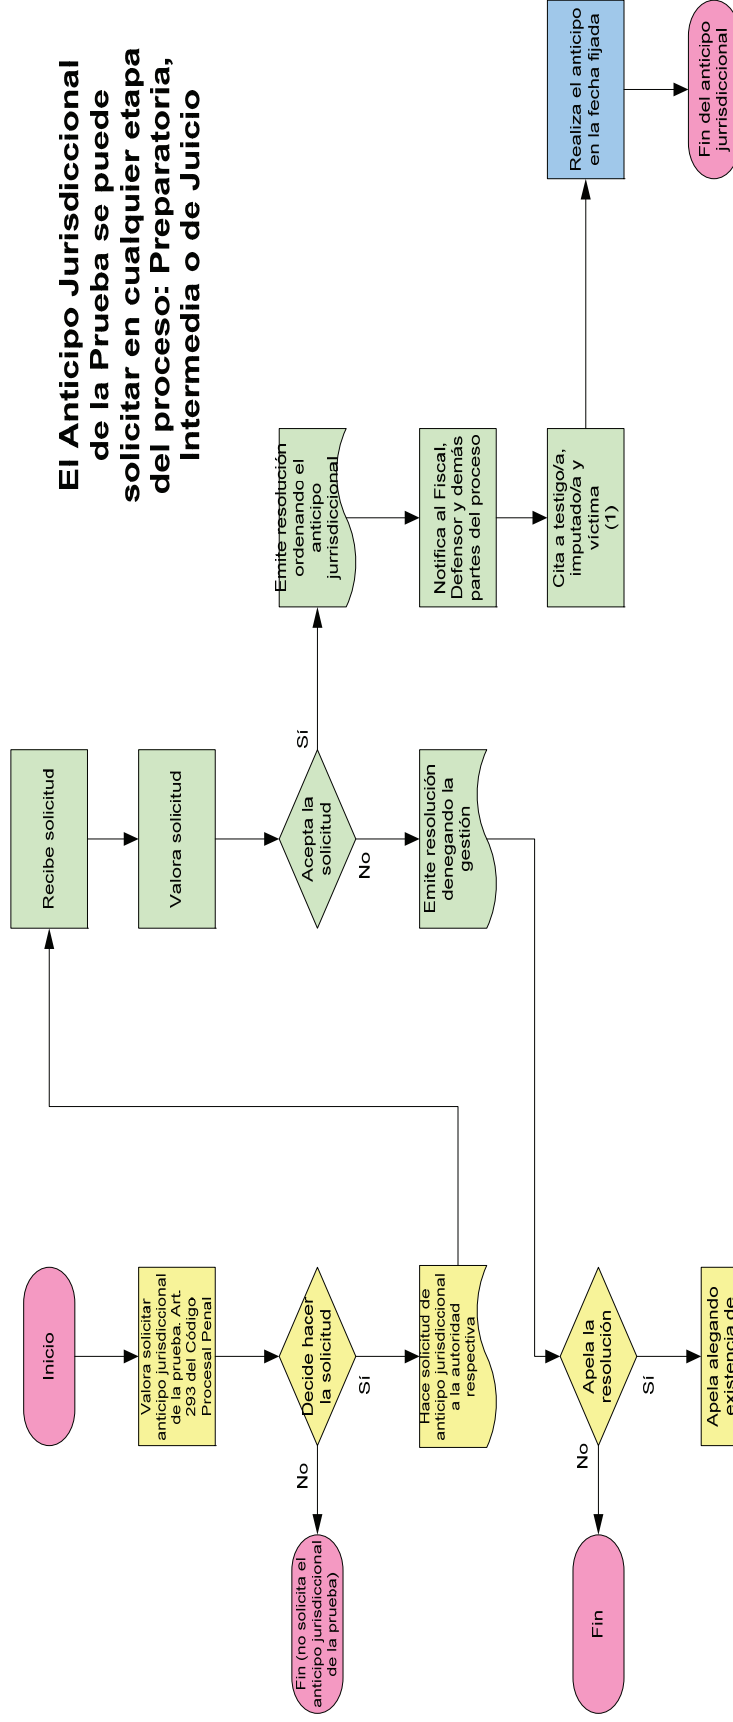 El Anticipo Jurisdiccional
de la Prueba se puede
solicitar en cualquier etapa
del proceso: Preparatoria,
Intermedia o de Juicio
Inicio
Valora solicitar
anticipo jurisdiccional
de la prueba. Art.
293 del Código
Procesal Penal
Decide hacer
la solicitud
No
Sí
Fin (no solicita el
anticipo jurisdiccional
de la prueba)
Hace solicitud de
anticipo jurisdiccional
a la autoridad
respectiva
Recibe solicitud
Valora solicitud
Acepta la
solicitud
Sí
No
Emite resolución
ordenando el
anticipo
jurrisdiccional
Notifica al Fiscal,
Defensor y demás
partes del proceso
Cita a testigo/a,
imputado/a y
víctima
(1)
Realiza el anticipo
en la fecha fijada
Fin del anticipo
jurrisdiccional
Emite resolución
denegando la
gestión
Apela la
resolución
No
Sí
Fin
Apela alegando
existencia de